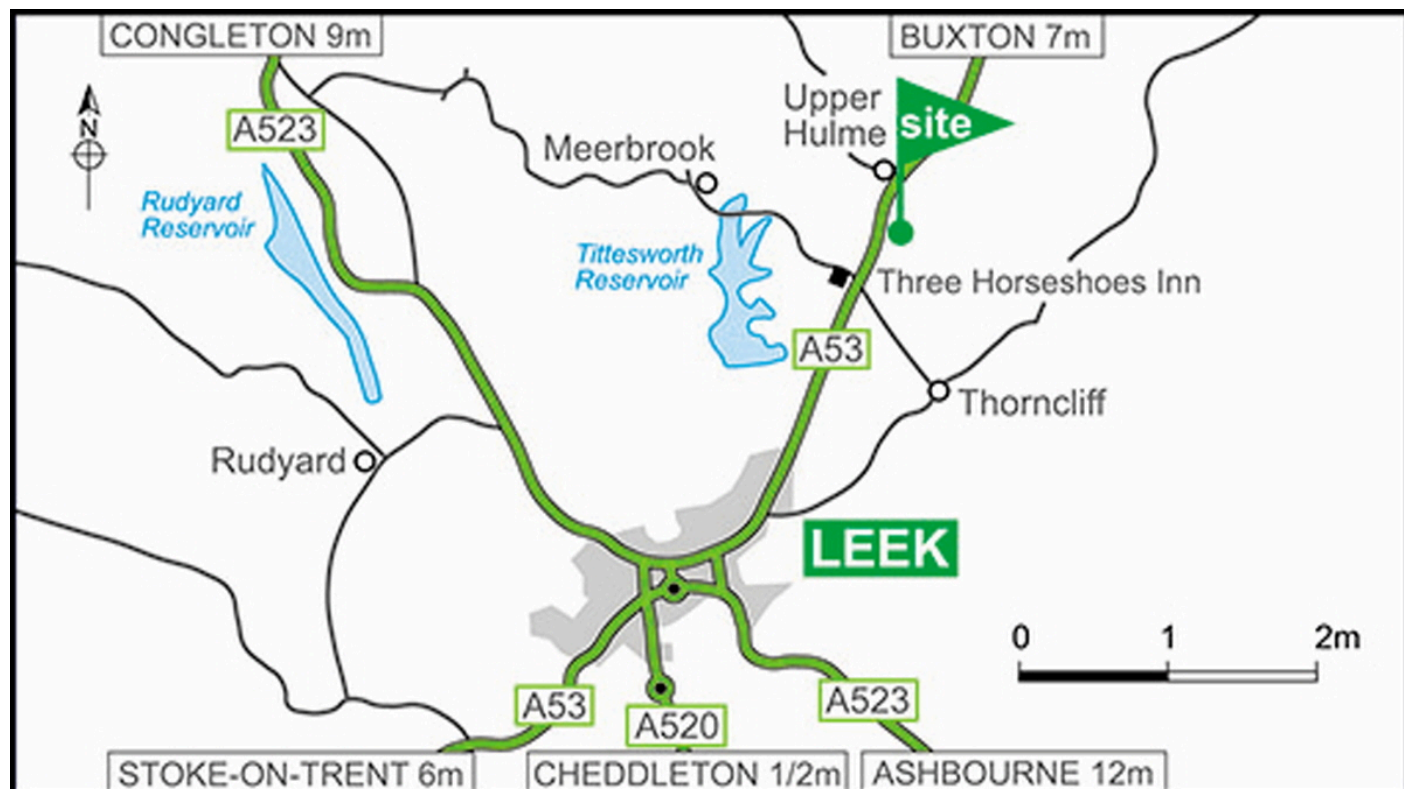 CONGLETON 9m
BUXTON 7m
Upper
Hulme
site
N
A523
Meerbrook
Rudyard
Reservoir
Tittesworth
Reservoir
Three Horseshoes Inn
A53
Thorncliff
Rudyard
LEEK
0 1 2m
A53
A520
A523
STOKE-ON-TRENT 6m
CHEDDLETON 1/2m
ASHBOURNE 12m